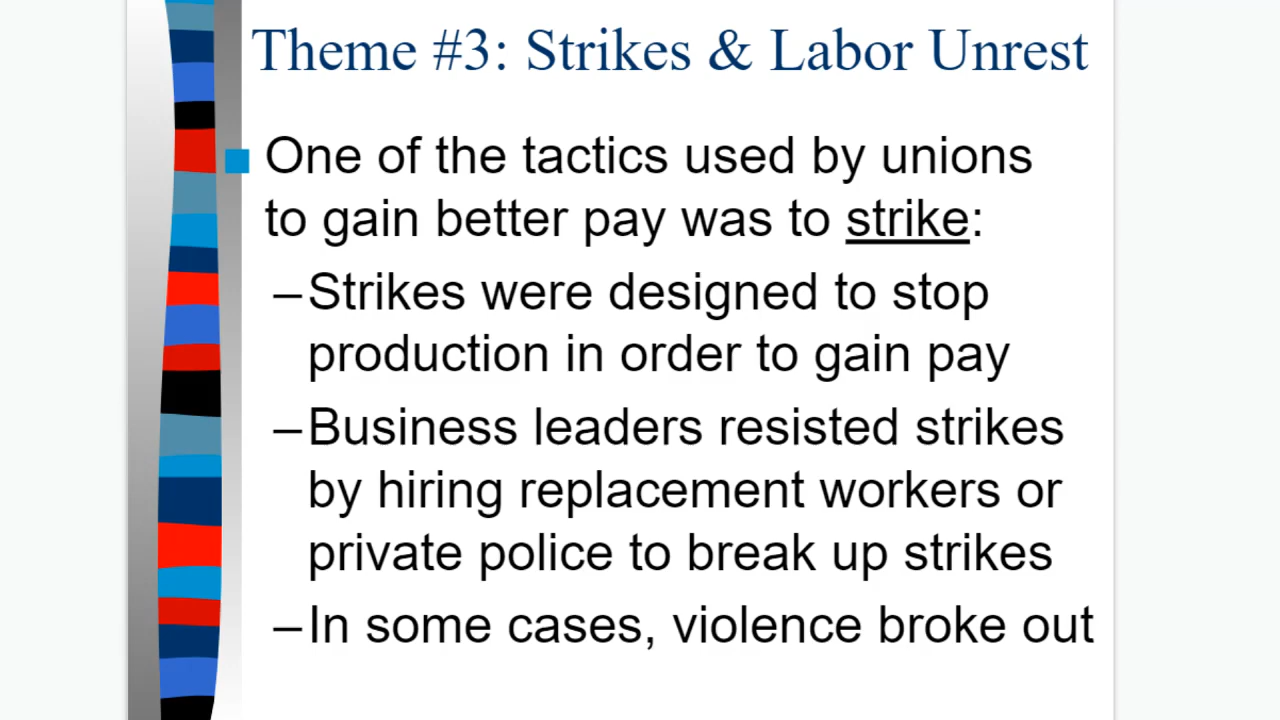 Theme #3: Strikes & Labor Unrest
One of the tactics used by unions
to gain better pay was to strike:
–Strikes were designed to stop
production in order to gain pay
–Business leaders resisted strikes
by hiring replacement workers or
private police to break up strikes
–In some cases, violence broke out